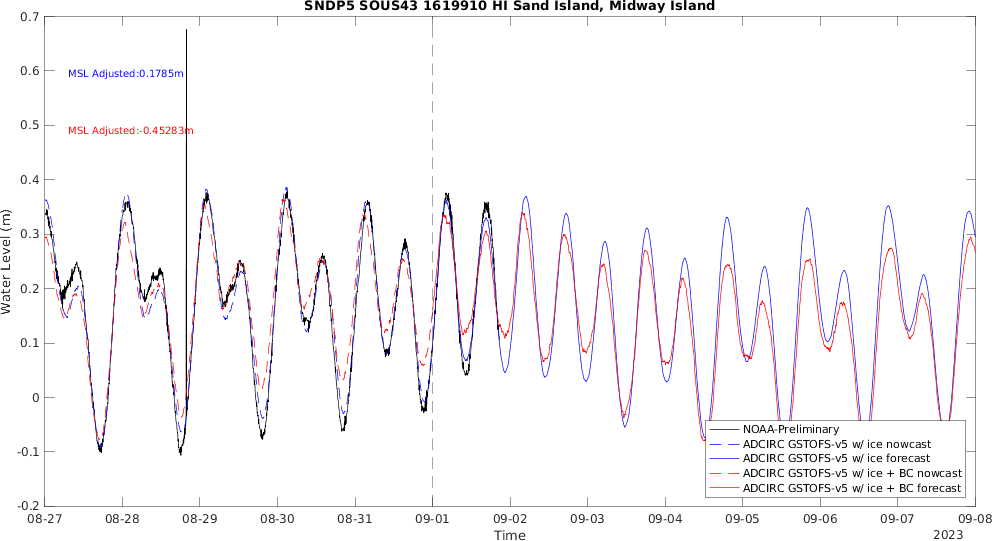 SNDP5 SOUS43 1619910 HI Sand Island, Midway Island
Water Level (m)
0.7
0.6
0.5
0.4
0.3
0.2
0.1
0
-0.1
-0.2
MSL Adjusted:0.1785m
MSL Adjusted:-0.45283m
NOAA-Preliminary
ADCIRC GSTOFS-v5 w/ ice nowcast
ADCIRC GSTOFS-v5 w/ ice forecast
ADCIRC GSTOFS-v5 w/ ice + BC nowcast
ADCIRC GSTOFS-v5 w/ ice + BC forecast
08-27 08-28 08-29 08-30 08-31 09-01 09-02 09-03 09-04 09-05 09-06 09-07 09-08
Time
2023